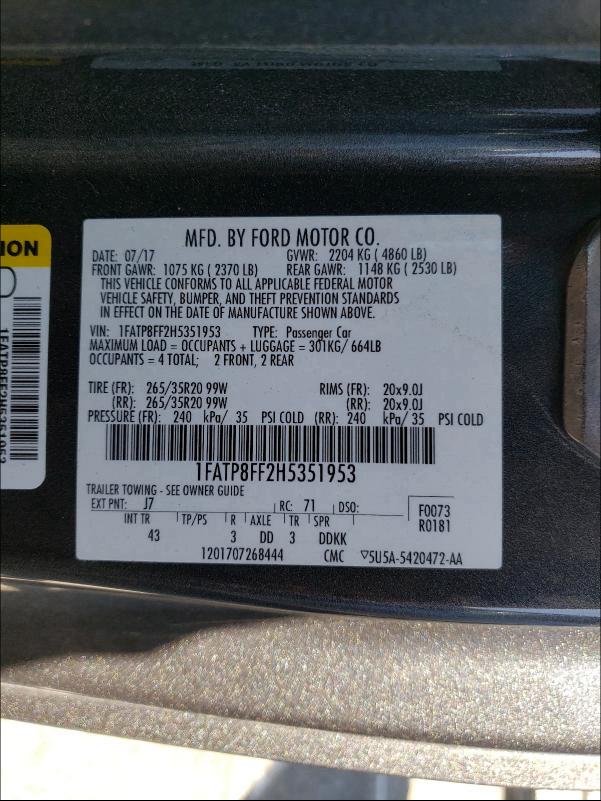 MFD. BY FORD MOTOR CO.
DATE: 07/17 GVWR: 2204 KG ( 4860 LB)
FRONT GAWR: 1075 KG ( 2370 LB) REAR GAWR: 1148 KG ( 2530 LB)
THIS VEHICLE CONFORMS TO ALL APPLICABLE FEDERAL MOTOR
VEHICLE SAFETY, BUMPER, AND THEFT PREVENTION STANDARDS
IN EFFECT ON THE DATE OF MANUFACTURE SHOWN ABOVE.
VIN: 1FATP8FF2H5351953 TYPE: Passenger Car
MAXIMUM LOAD = OCCUPANTS + LUGGAGE = 301KG/ 664LB
OCCUPANTS = 4 TOTAL; 2 FRONT, 2 REAR
TIRE (FR): 265/35R20 99W RIMS (FR): 20x9.0J
(RR): 265/35R20 99W (RR): 20x9.0J
PRESSURE (FR): 240 kPa/ 35 PSI COLD (RR): 240 kPa/ 35 PSI COLD
1FATP8FF2H5351953
TRAILER TOWING - SEE OWNER GUIDE
EXT PNT: J7 RC: 71 DSO:
F0073
R0181
INT TR TP/PS R AXLE TR SPR
43 3 DD 3 DDKK
1201707268444 CMC ▽5U5A-5420472-AA
ION
1FATP8FF2H5351953